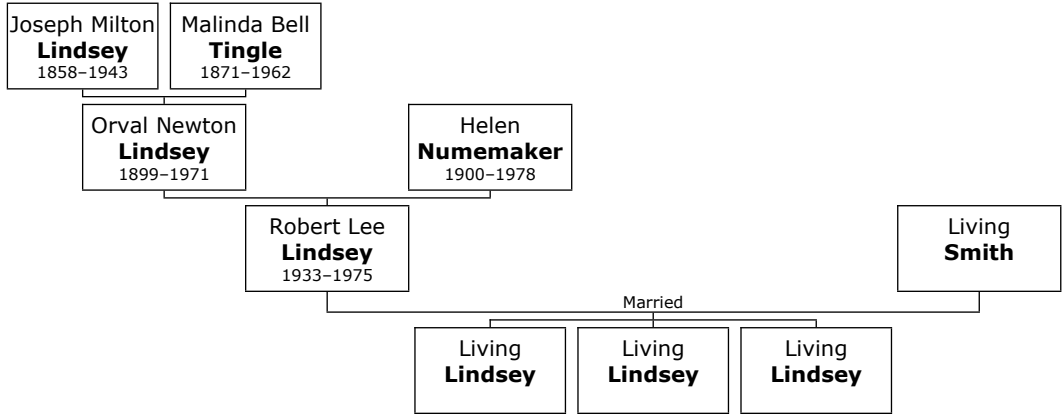 Joseph Milton
Lindsey
1858–1943
Malinda Bell
Tingle
1871–1962
Orval Newton
Lindsey
1899–1971
Helen
Numemaker
1900–1978
Robert Lee
Lindsey
1933–1975
Living
Smith
Married
Living
Lindsey
Living
Lindsey
Living
Lindsey